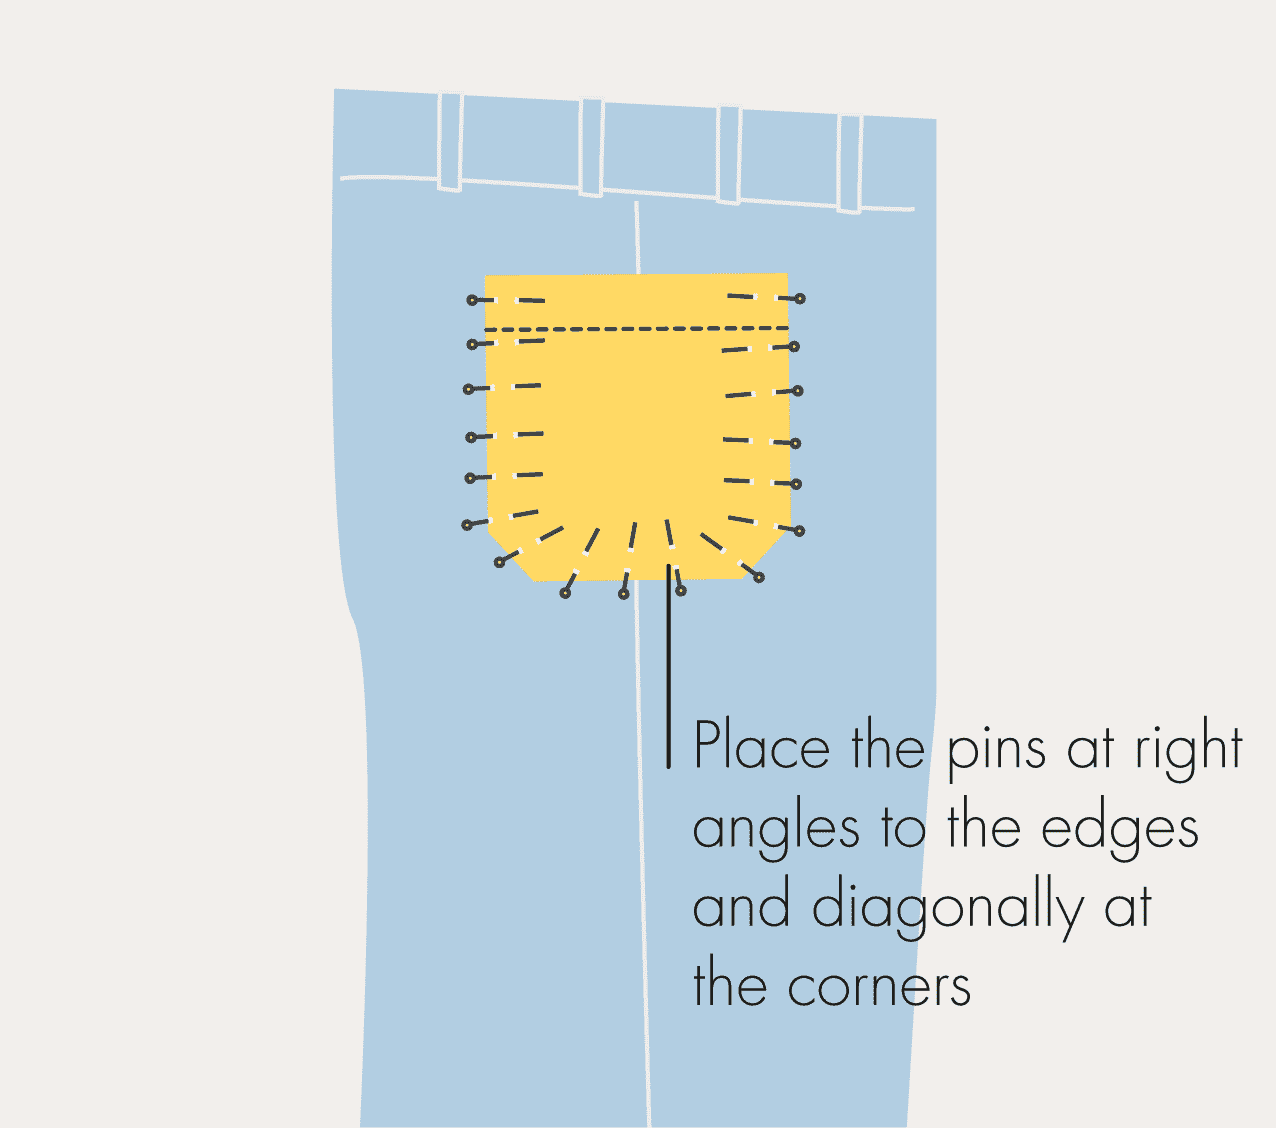 Place the pins at right
angles to the edges
and diagonally at
the corners